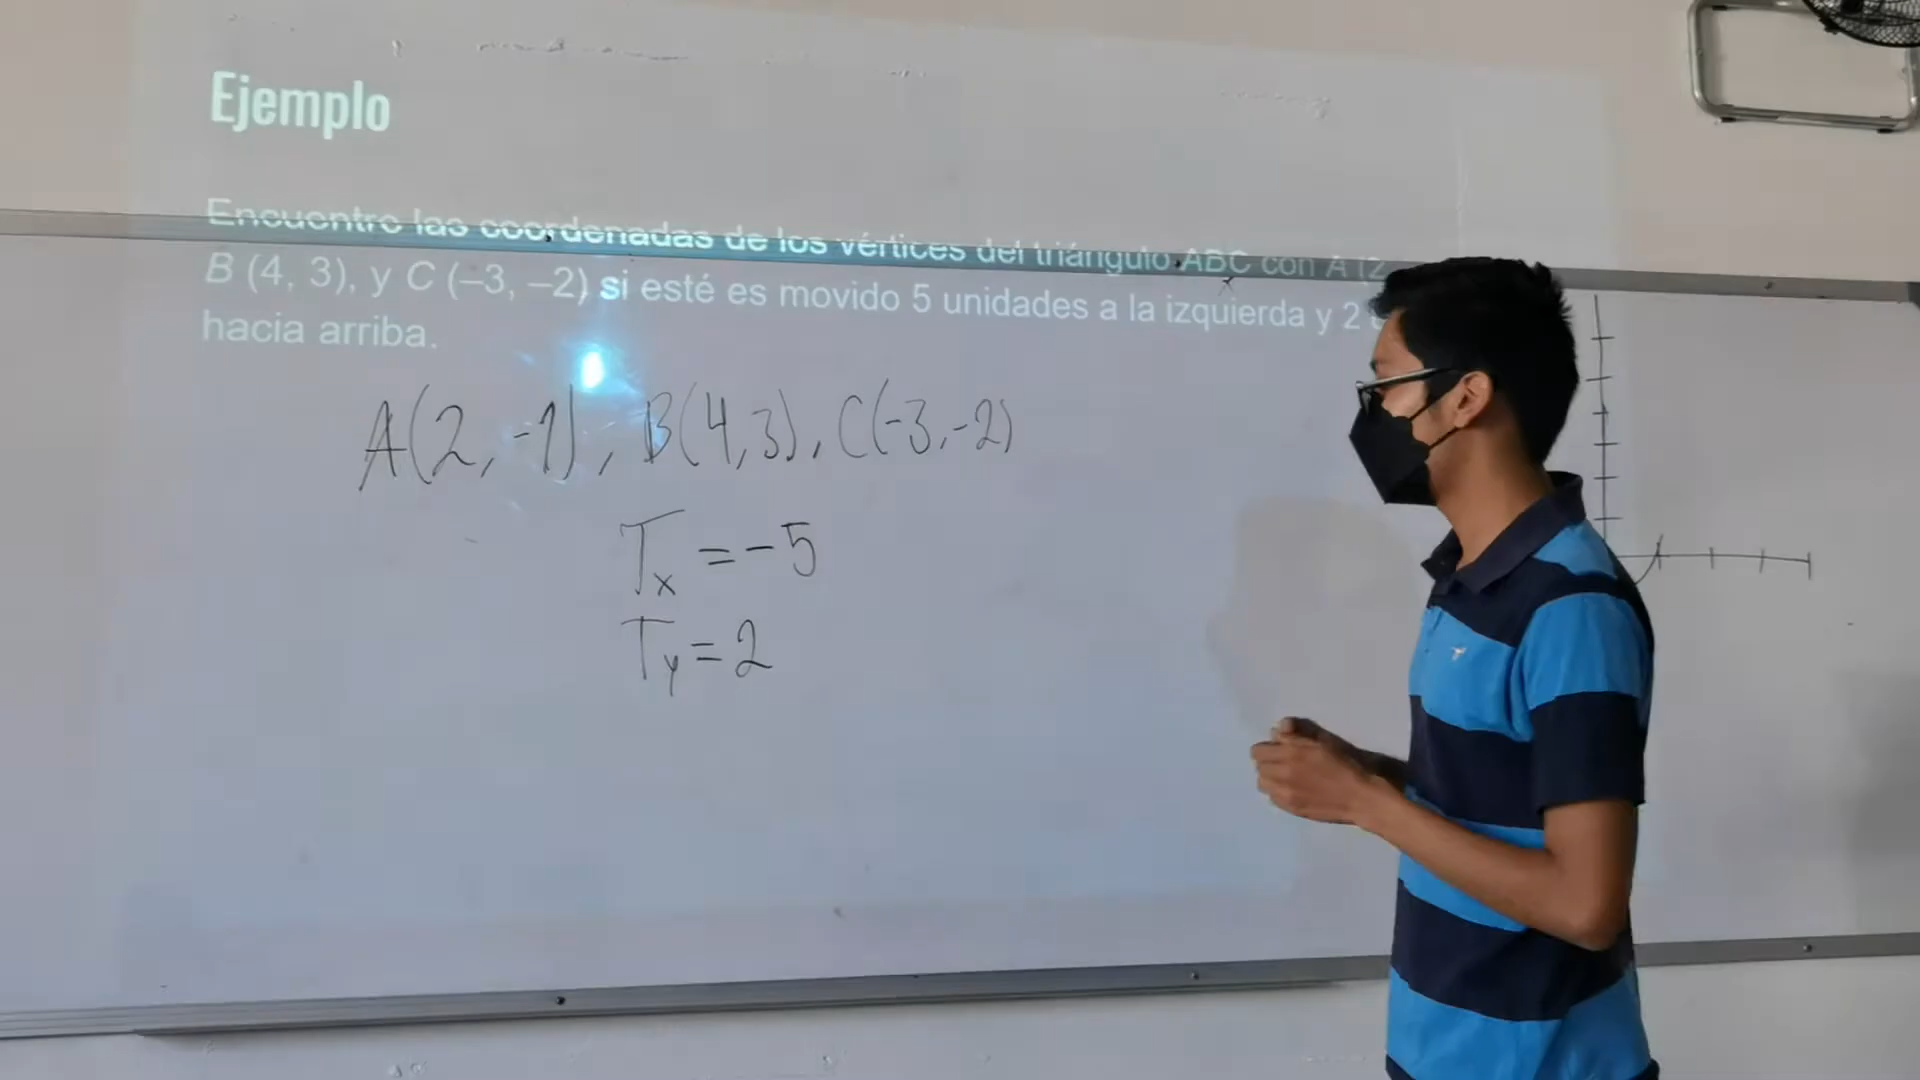 Ejemplo
Encuentre las coordenadas de los vértices del triángulo ABC con A (2,
B (4, 3), y C (–3, –2) si esté es movido 5 unidades a la izquierda y 2
hacia arriba.
A(2, -1), B(4,3), C(-3,-2)
Tx = -5
Ty = 2